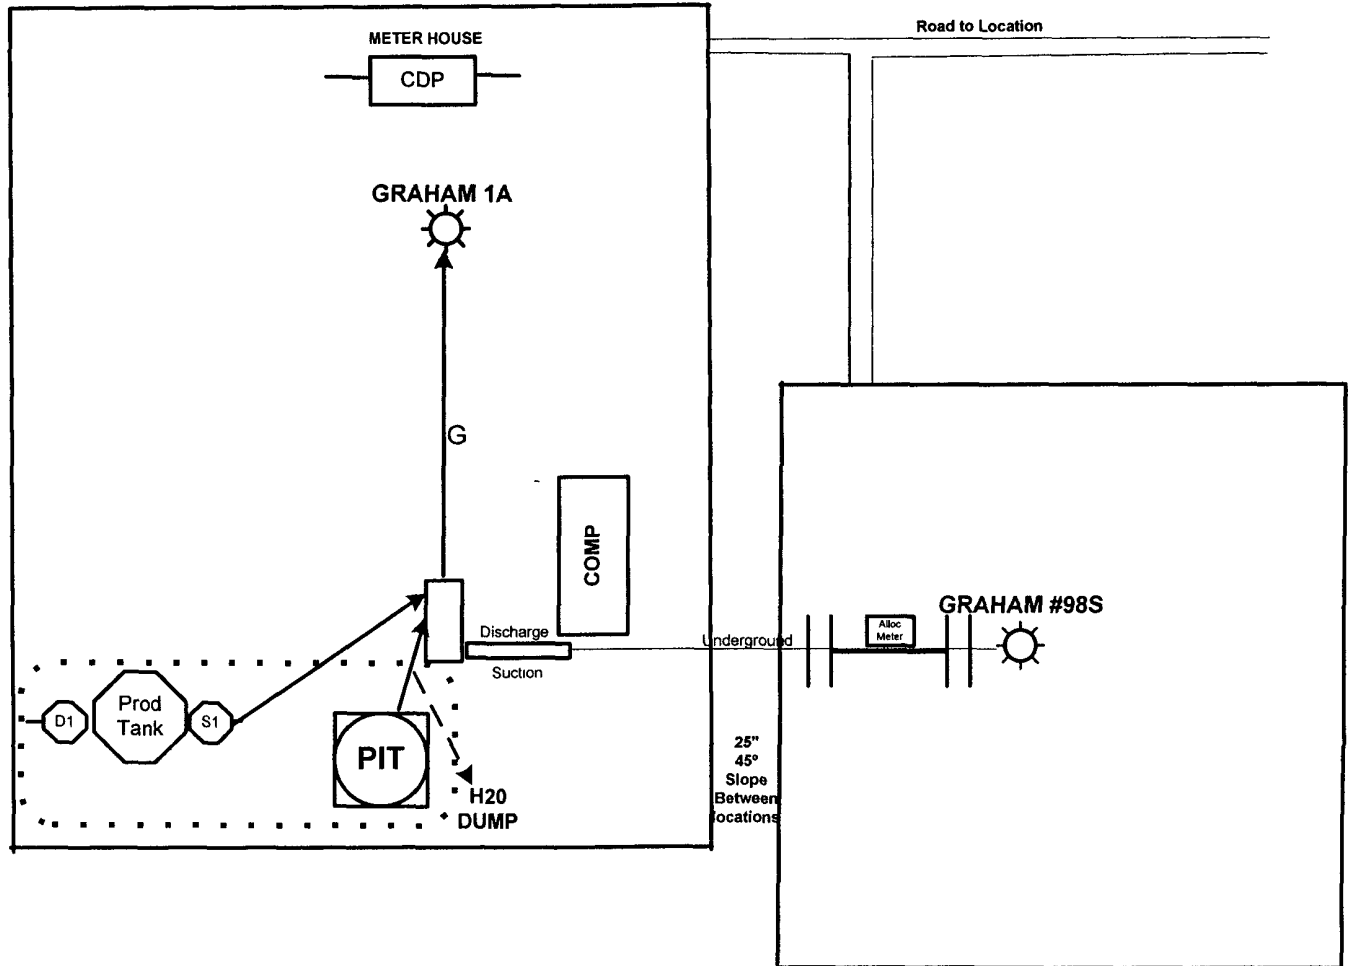 Road to Location
METER HOUSE
CDP
GRAHAM 1A
G
COMP
GRAHAM #98S
Alloc
Meter
Discharge
Underground
Suction
Prod
Tank
D1
S1
PIT
25"
45°
Slope
Between
locations
H20
DUMP